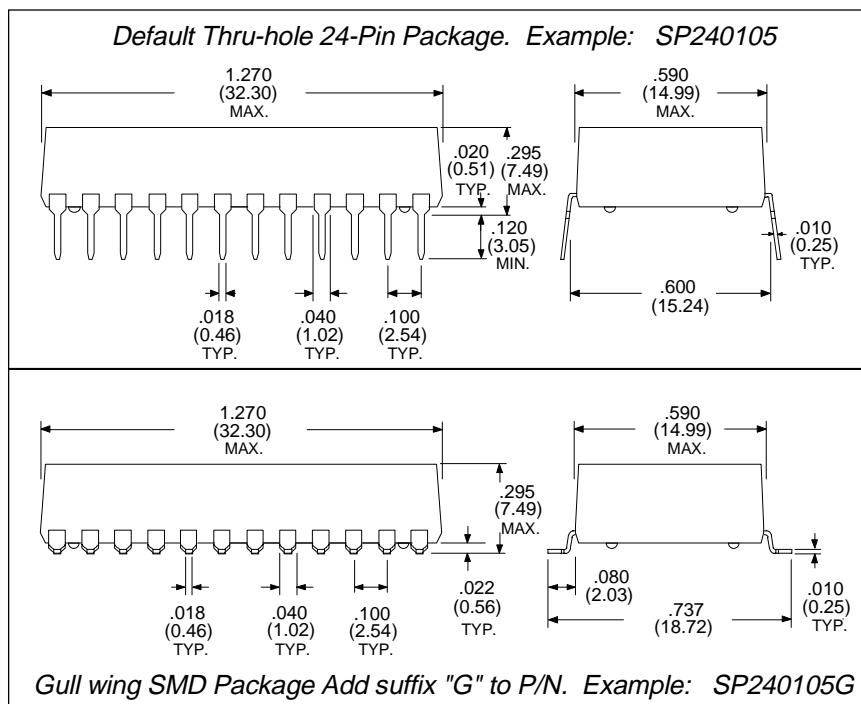 Default Thru-hole 24-Pin Package.  Example:   SP240105
1.270
(32.30)
MAX.
.590
(14.99)
MAX.
.020
(0.51)
TYP.
.295
(7.49)
MAX.
.120
(3.05)
MIN.
.010
(0.25)
TYP.
.018
(0.46)
TYP.
.040
(1.02)
TYP.
.100
(2.54)
TYP.
.600
(15.24)
1.270
(32.30)
MAX.
.590
(14.99)
MAX.
.295
(7.49)
MAX.
.018
(0.46)
TYP.
.040
(1.02)
TYP.
.100
(2.54)
TYP.
.022
(0.56)
TYP.
.080
(2.03)
.737
(18.72)
.010
(0.25)
TYP.
Gull wing SMD Package Add suffix "G" to P/N.  Example:   SP240105G